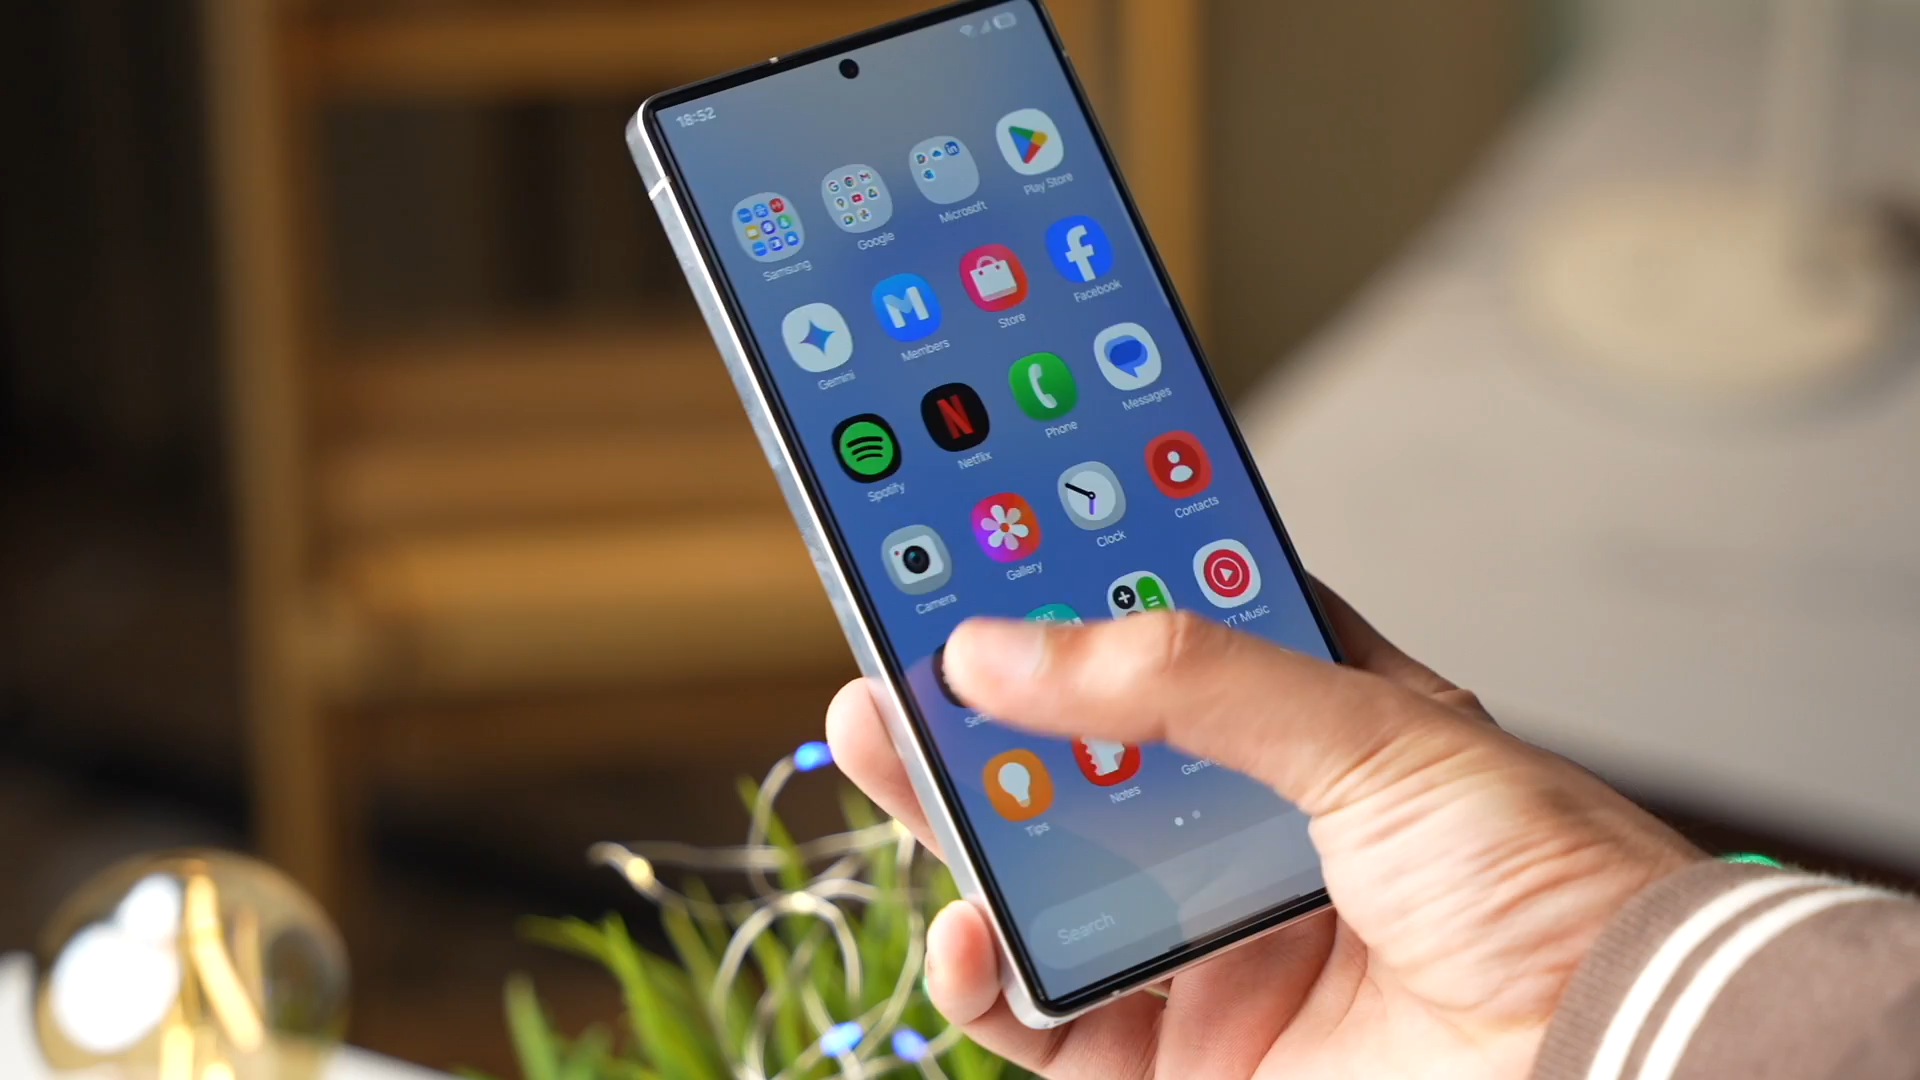 18:52
Samsung
Google
Microsoft
Play Store
Gemini
Members
Store
Facebook
Spotify
Netflix
Phone
Messages
Camera
Gallery
Clock
Contacts
YT Music
Tips
Notes
Search